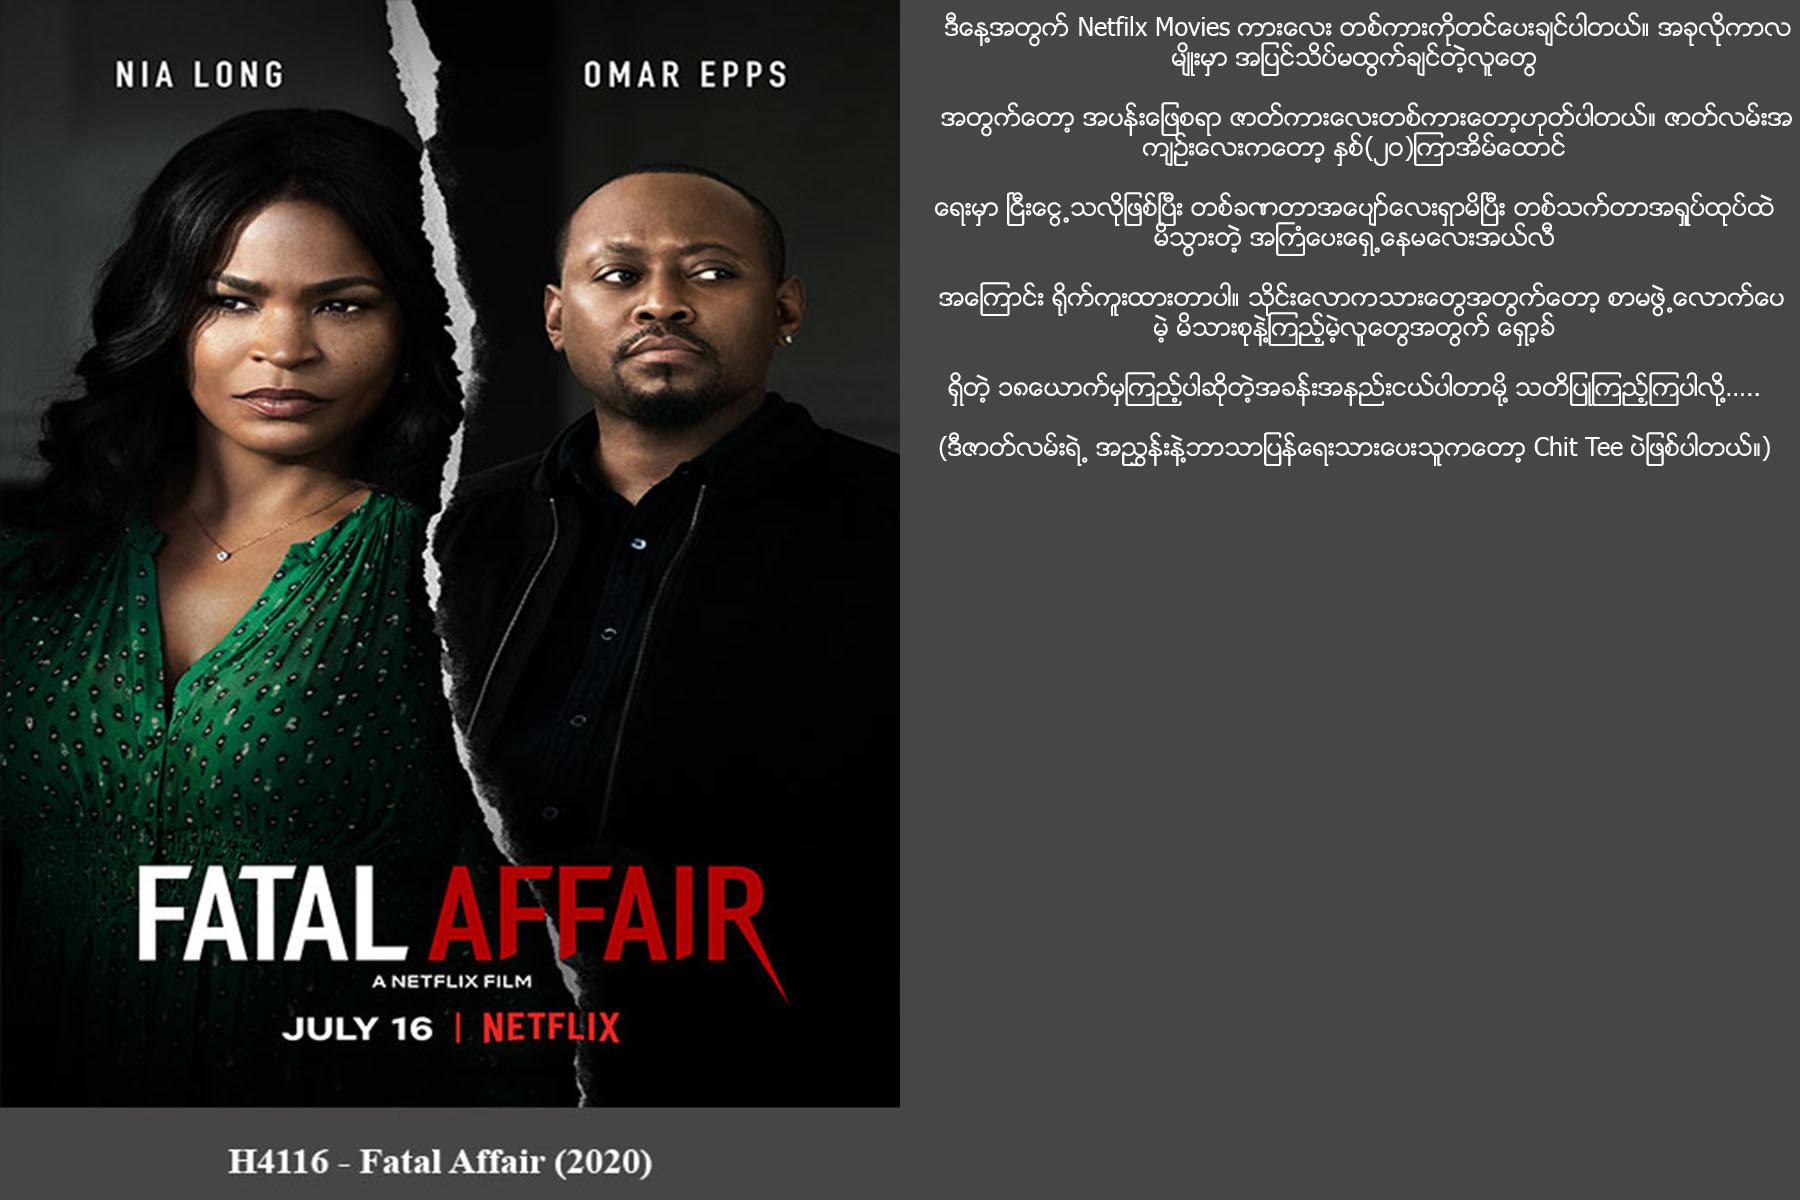 NIA LONG
OMAR EPPS
FATAL AFFAIR
A NETFLIX FILM
JULY 16 | NETFLIX
H4116 - Fatal Affair (2020)
ဒီနေ့အတွက် Netfilx Movies ကားလေး တစ်ကားကိုတင်ပေးချင်ပါတယ်။ အခုလိုကာလ
မျိုးမှာ အပြင်သိပ်မထွက်ချင်တဲ့လူတွေ
အတွက်တော့ အပန်းဖြေစရာ ဇာတ်ကားလေးတစ်ကားတော့ဟုတ်ပါတယ်။ ဇာတ်လမ်းအ
ကျဉ်းလေးကတော့ နှစ်(၂၀)ကြာအိမ်ထောင်
ရေးမှာ ငြီးငွေ့သလိုဖြစ်ပြီး တစ်ခဏတာအပျော်လေးရှာမိပြီး တစ်သက်တာအရှုပ်ထုပ်ထဲ
မိသွားတဲ့ အကြံပေးရှေ့နေမလေးအယ်လီ
အကြောင်း ရိုက်ကူးထားတာပါ။ သိုင်းလောကသားတွေအတွက်တော့ စာမဖွဲ့လောက်ပေ
မဲ့ မိသားစုနဲ့ကြည့်မဲ့လူတွေအတွက် ရှော့ခ်
ရှိတဲ့ ၁၈ယောက်မှကြည့်ပါဆိုတဲ့အခန်းအနည်းငယ်ပါတာမို့ သတိပြုကြည့်ကြပါလို့.....
(ဒီဇာတ်လမ်းရဲ့ အညွှန်းနဲ့ဘာသာပြန်ရေးသားပေးသူကတော့ Chit Tee ပဲဖြစ်ပါတယ်။)